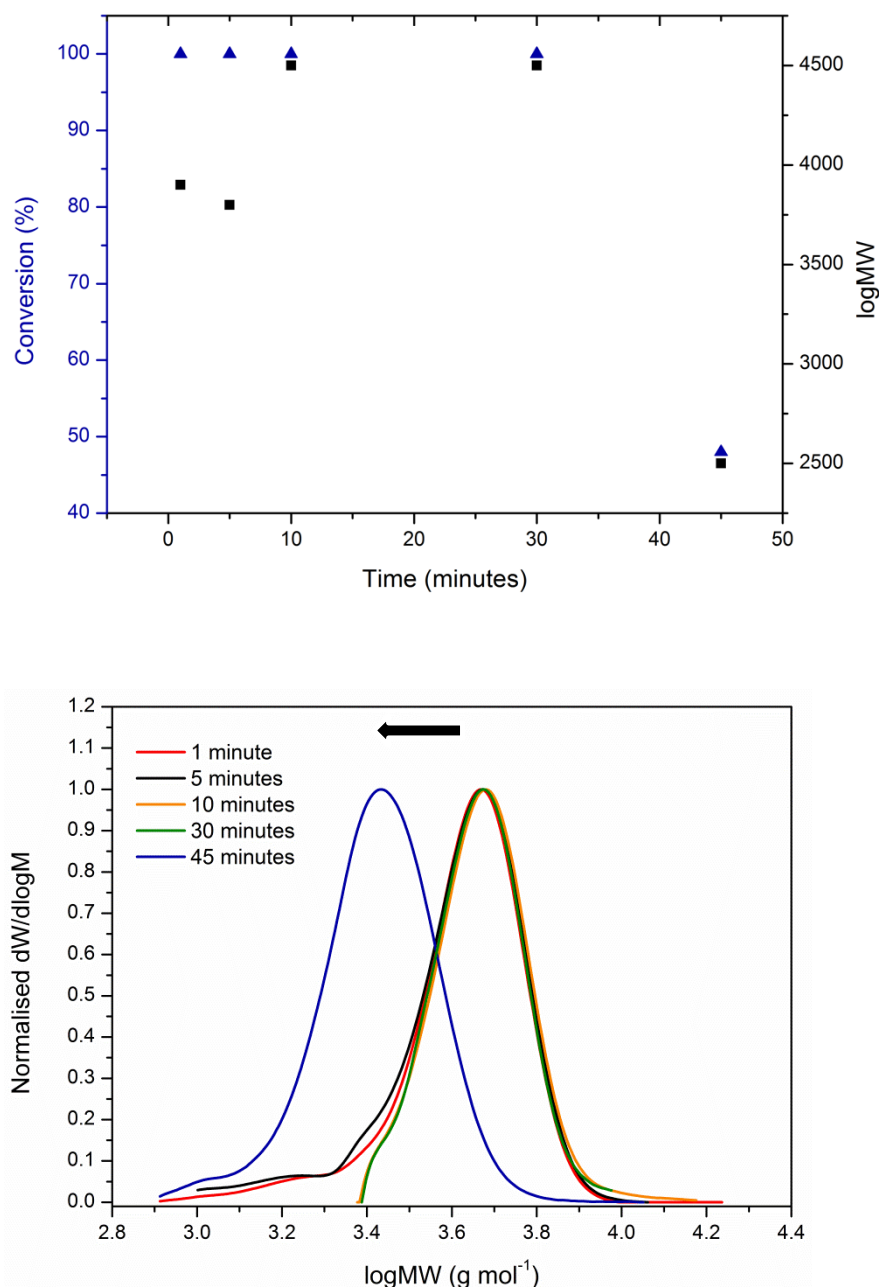 100
90
80
70
60
50
40
Conversion (%)
4500
4000
3500
3000
2500
logMW
0 10 20 30 40 50
Time (minutes)
1.2
1.1
1.0
0.9
0.8
0.7
0.6
0.5
0.4
0.3
0.2
0.1
0.0
Normalised dW/dlogM
1 minute
5 minutes
10 minutes
30 minutes
45 minutes
2.8 3.0 3.2 3.4 3.6 3.8 4.0 4.2 4.4
logMW (g mol⁻¹)